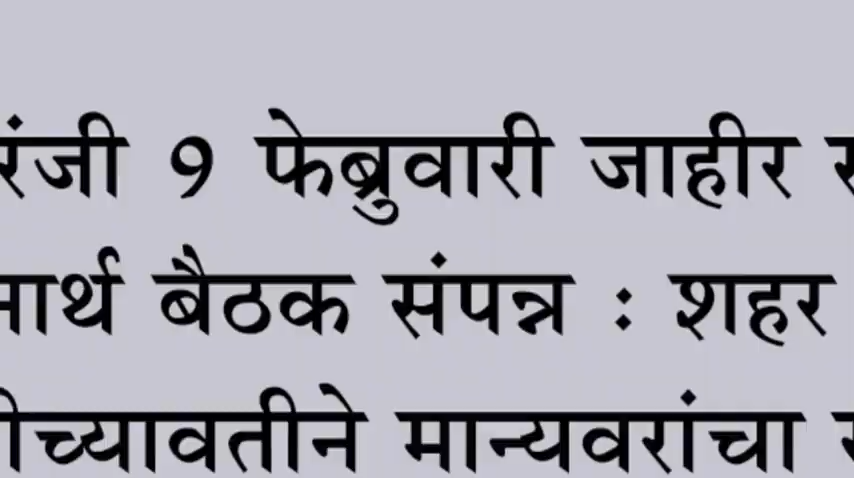 रंजी 9 फेब्रुवारी जाहीर
मार्थ बैठक संपन्न : शहर
ीच्यावतीने मान्यवरांचा